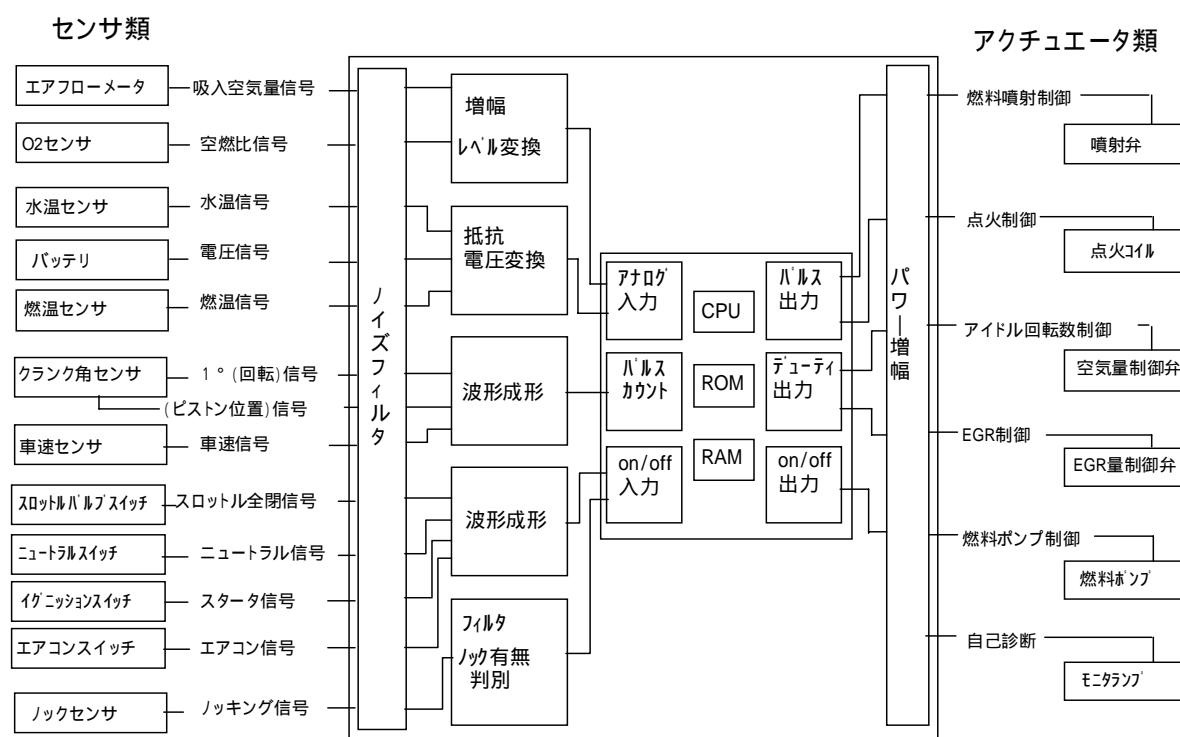 センサ類
アクチュエータ類
エアフローメータ
吸入空気量信号
O2センサ
空燃比信号
水温センサ
水温信号
バッテリ
電圧信号
燃温センサ
燃温信号
クランク角センサ
1°(回転)信号
(ピストン位置)信号
車速センサ
車速信号
スロットルバルブスイッチ
スロットル全閉信号
ニュートラルスイッチ
ニュートラル信号
イグニッションスイッチ
スタータ信号
エアコンスイッチ
エアコン信号
ノックセンサ
ノッキング信号
ノイズフィルタ
増幅
レベル変換
抵抗
電圧変換
波形成形
波形成形
フィルタ
ノック有無
判別
アナログ
入力
パルス
カウント
on/off
入力
CPU
ROM
RAM
パルス
出力
デューティ
出力
on/off
出力
パワー増幅
燃料噴射制御
噴射弁
点火制御
点火コイル
アイドル回転数制御
空気量制御弁
EGR制御
EGR量制御弁
燃料ポンプ制御
燃料ポンプ
自己診断
モニタランプ